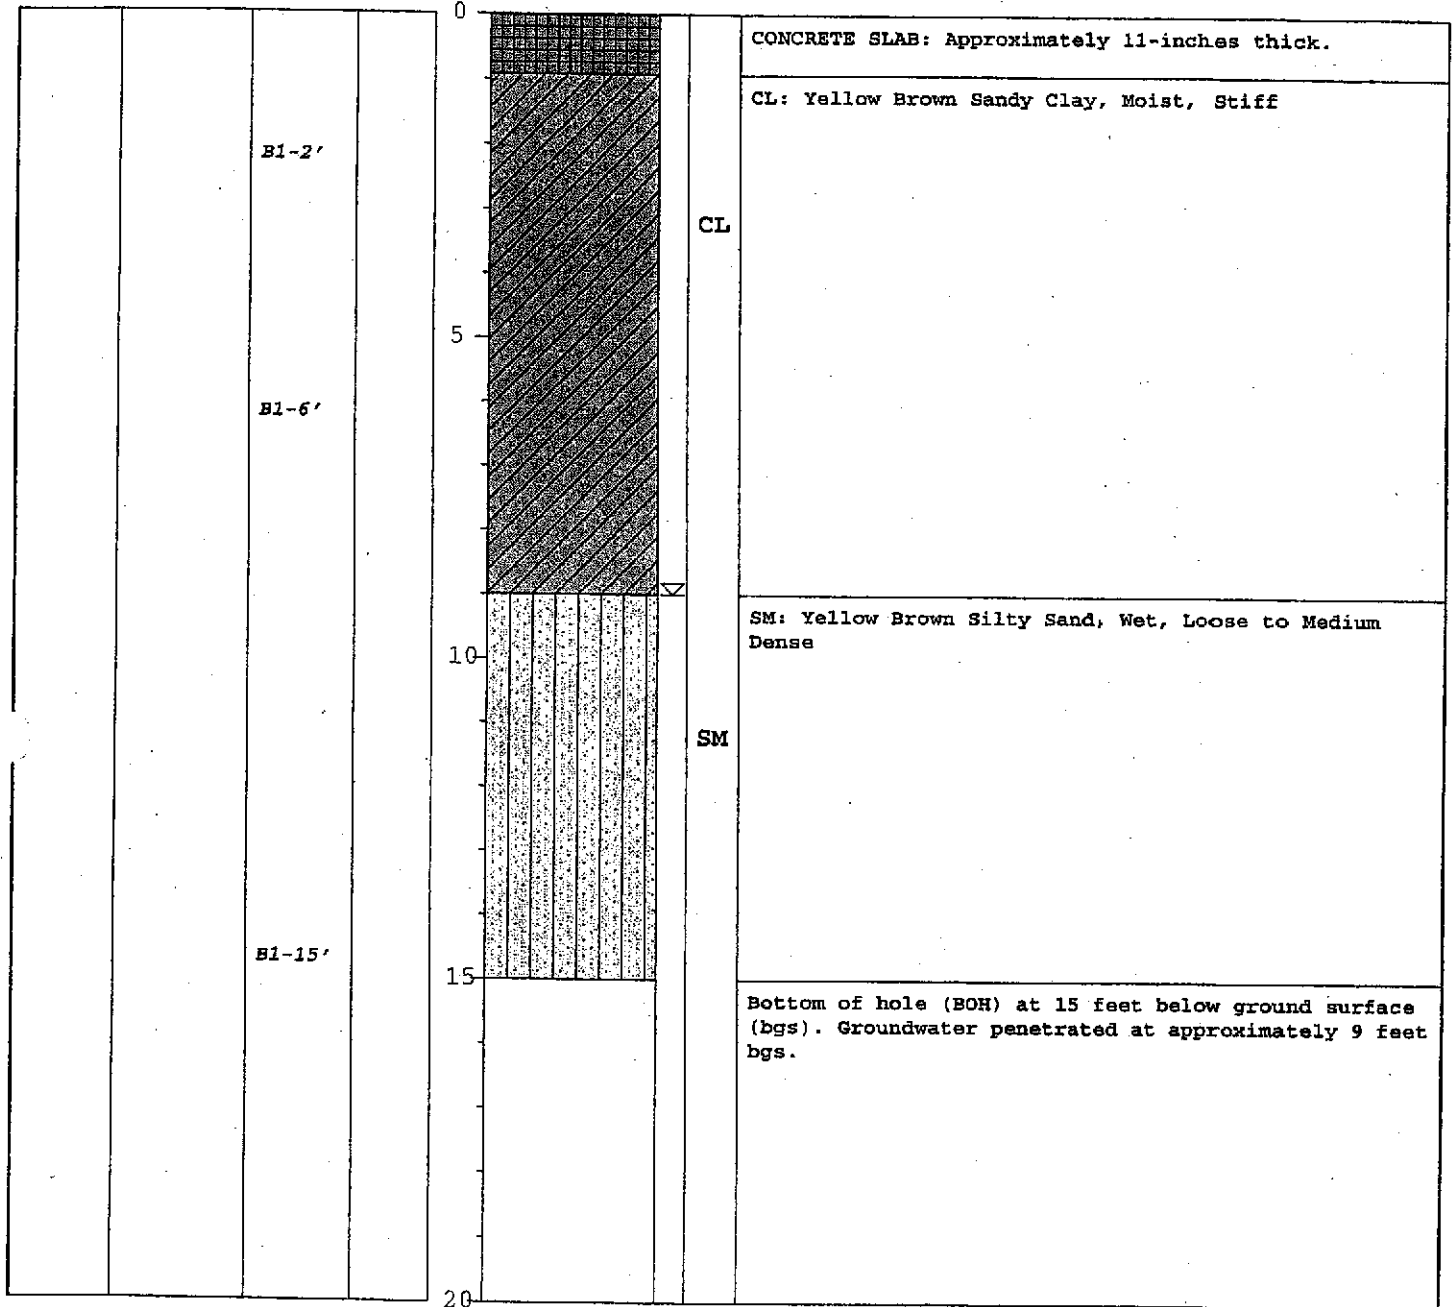 0
CONCRETE SLAB: Approximately 11-inches thick.
CL: Yellow Brown Sandy Clay, Moist, Stiff
B1-2'
CL
5
B1-6'
SM: Yellow Brown Silty Sand, Wet, Loose to Medium
Dense
10
SM
B1-15'
15
Bottom of hole (BOH) at 15 feet below ground surface
(bgs). Groundwater penetrated at approximately 9 feet
bgs.
20